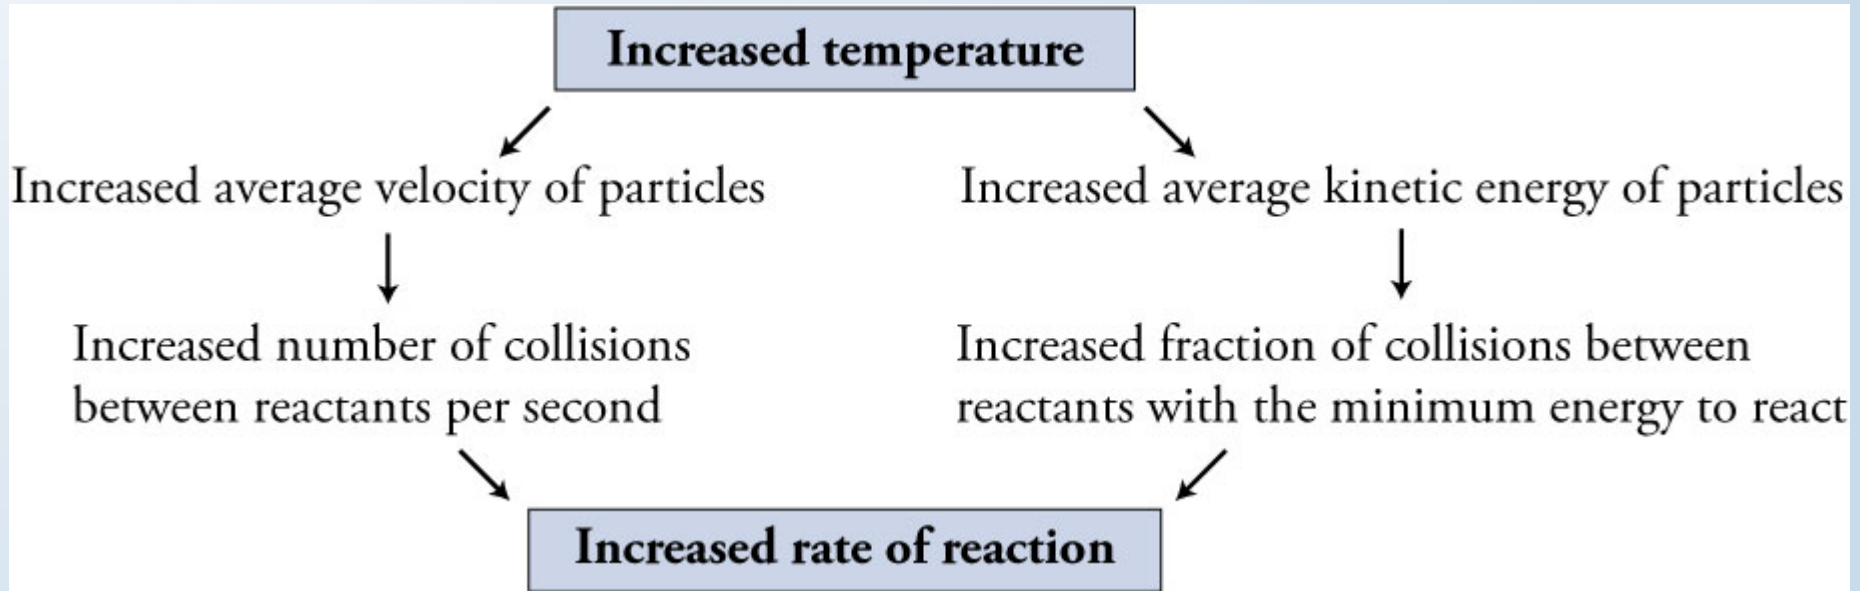 Increased temperature
Increased average velocity of particles
Increased average kinetic energy of particles
Increased number of collisions
between reactants per second
Increased fraction of collisions between
reactants with the minimum energy to react
Increased rate of reaction